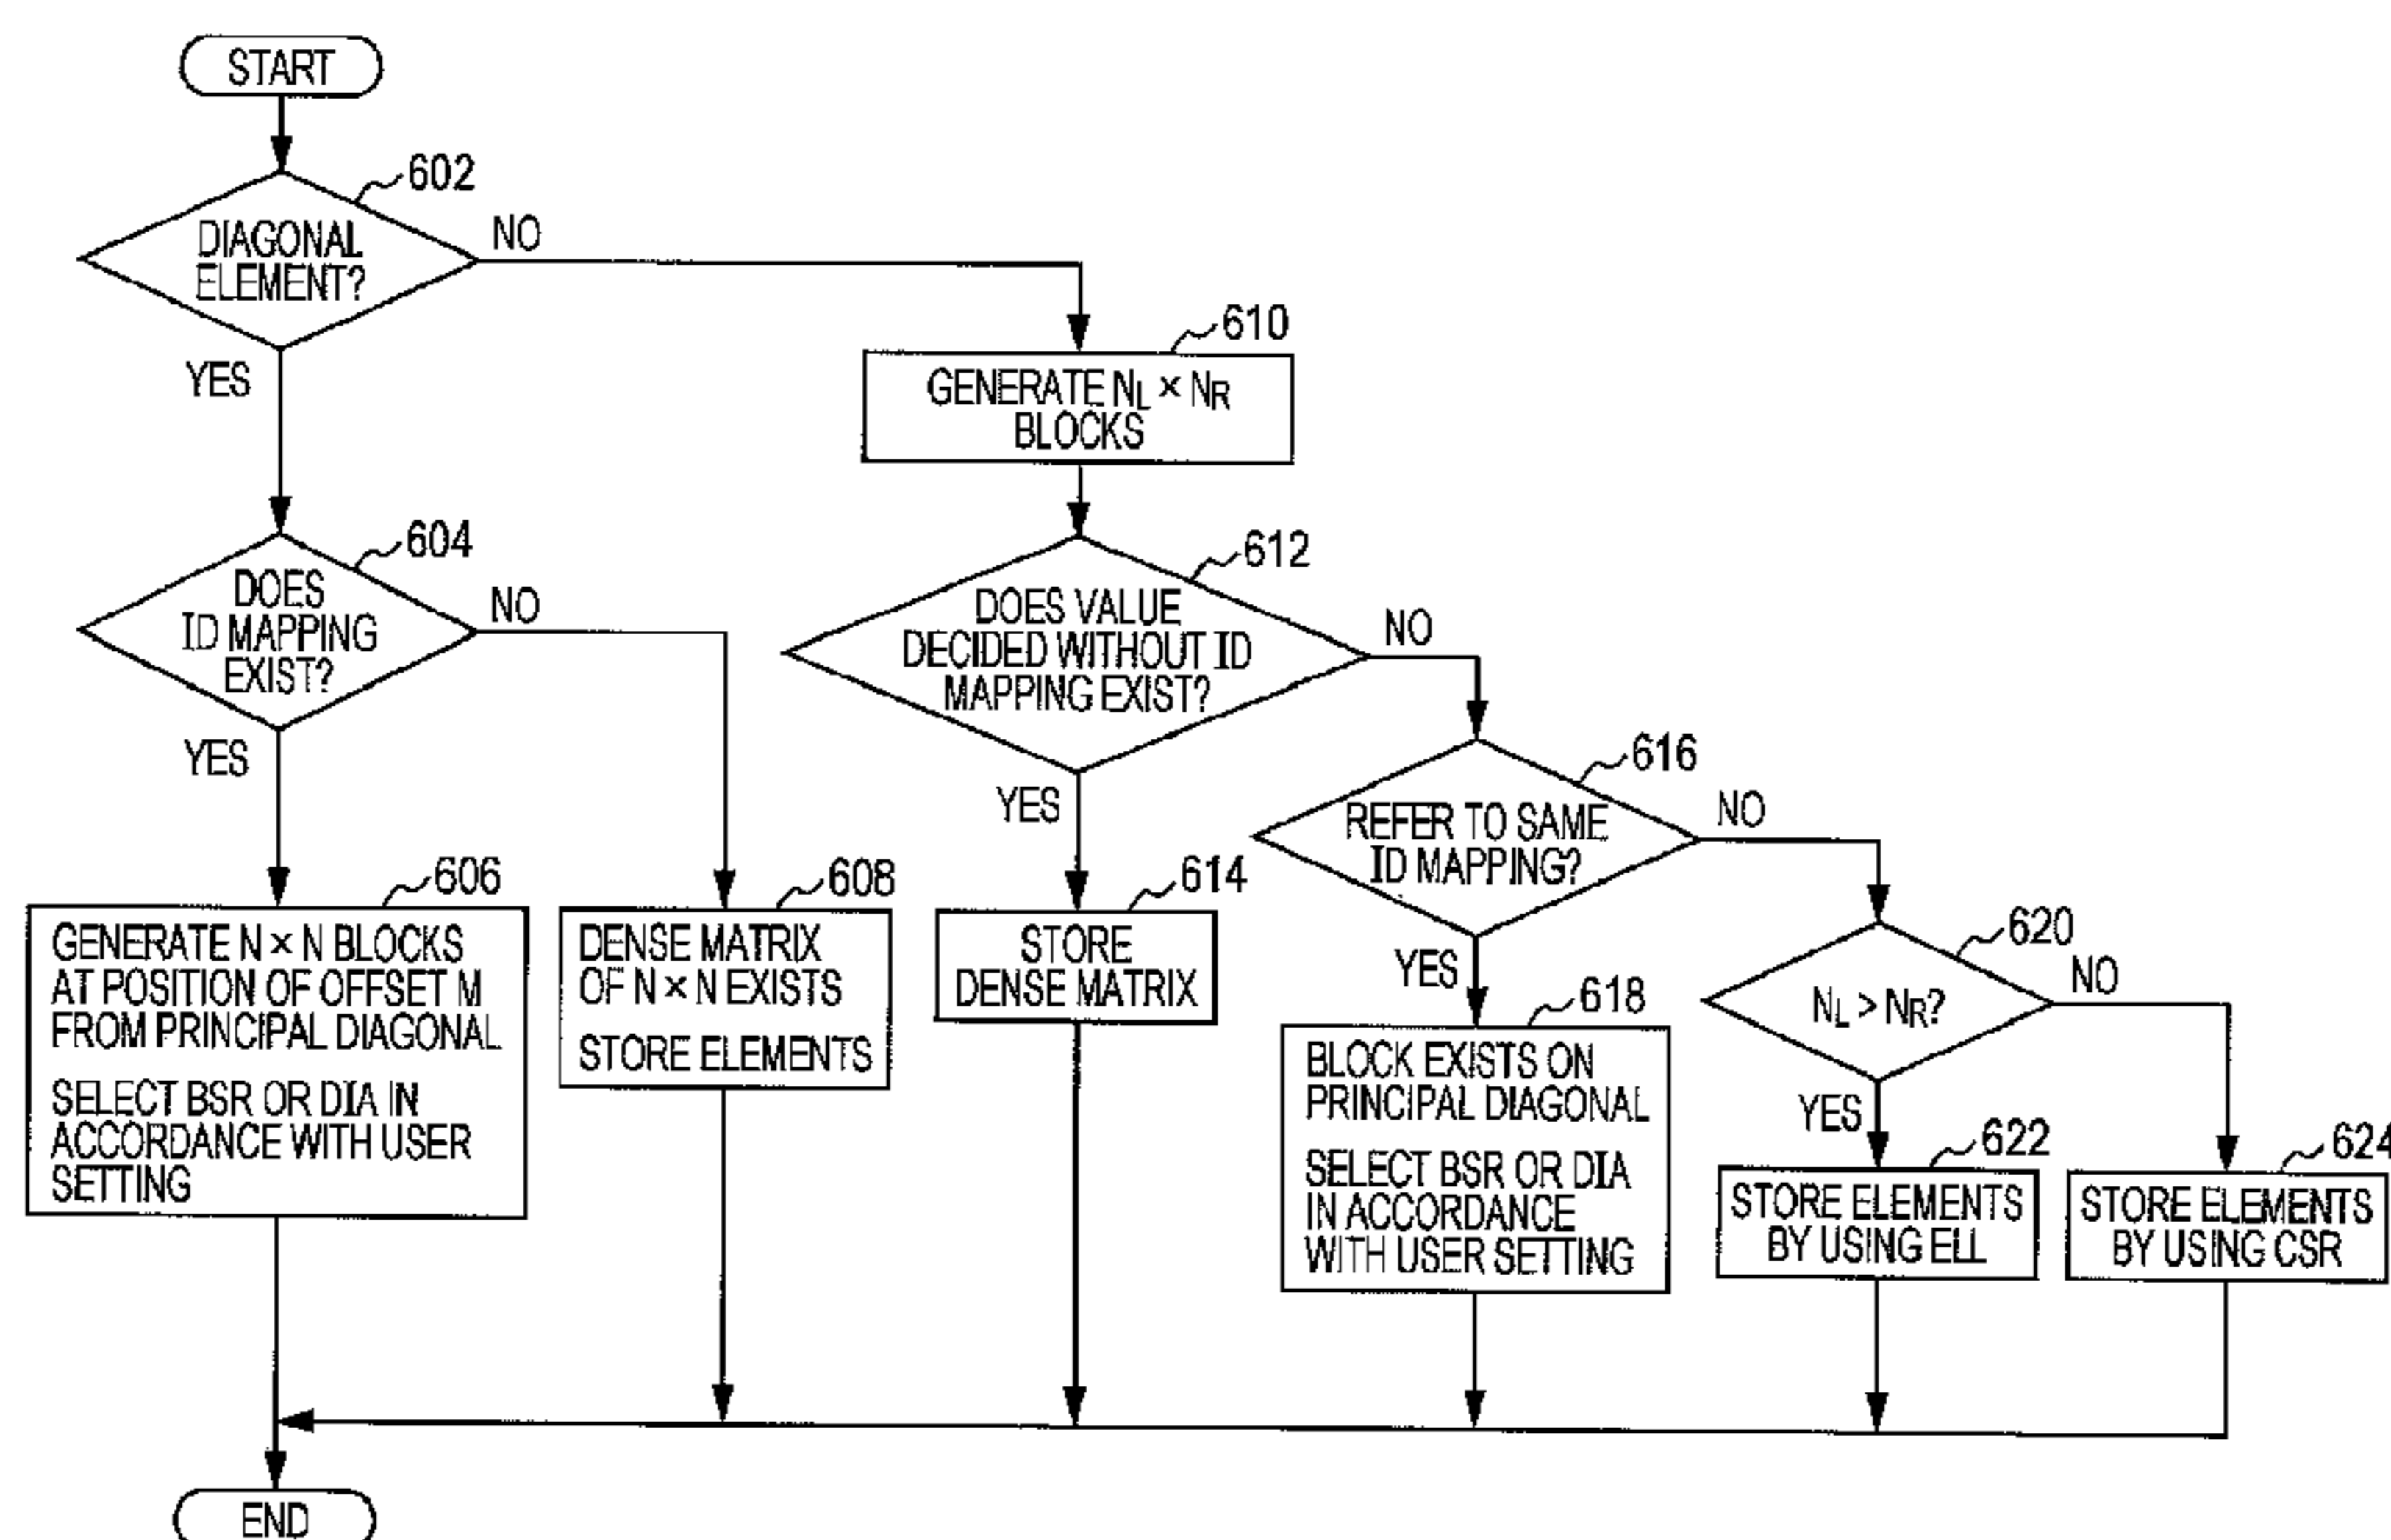 START
602
DIAGONAL
ELEMENT?
NO
YES
604
DOES
ID MAPPING
EXIST?
NO
YES
606
GENERATE N × N BLOCKS
AT POSITION OF OFFSET M
FROM PRINCIPAL DIAGONAL
SELECT BSR OR DIA IN
ACCORDANCE WITH USER
SETTING
608
DENSE MATRIX
OF N × N EXISTS
STORE ELEMENTS
610
GENERATE NL × NR
BLOCKS
612
DOES VALUE
DECIDED WITHOUT ID
MAPPING EXIST?
NO
YES
614
STORE
DENSE MATRIX
616
REFER TO SAME
ID MAPPING?
NO
YES
618
BLOCK EXISTS ON
PRINCIPAL DIAGONAL
SELECT BSR OR DIA
IN ACCORDANCE
WITH USER SETTING
620
NL > NR?
NO
YES
622
STORE ELEMENTS
BY USING ELL
624
STORE ELEMENTS
BY USING CSR
END